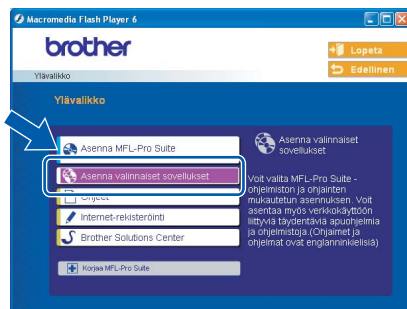 Macromedia Flash Player 6
brother
Lopeta
Edellinen
Ylävalikko
Ylävalikko
Asenna MFL-Pro Suite
Asenna valinnaiset sovellukset
Ohjeet
Internet-rekisteröinti
Brother Solutions Center
Korjaa MFL-Pro Suite
Asenna valinnaiset
sovellukset
Voit valita MFL-Pro Suite -
ohjelmiston ja ohjainten
mukautetun asennuksen. Voit
asentaa myös verkkokäyttöön
liittyviä täydentäviä apuohjelmia
ja ohjelmistoja.(Ohjaimet ja
ohjelmat ovat englanninkielisiä)